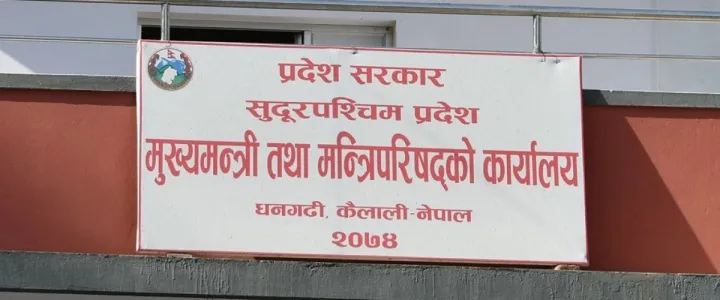 प्रदेश सरकार
सुदूरपश्चिम प्रदेश
मुख्यमन्त्री तथा मन्त्रिपरिषद्को कार्यालय
धनगढी, कैलाली-नेपाल
२०७४